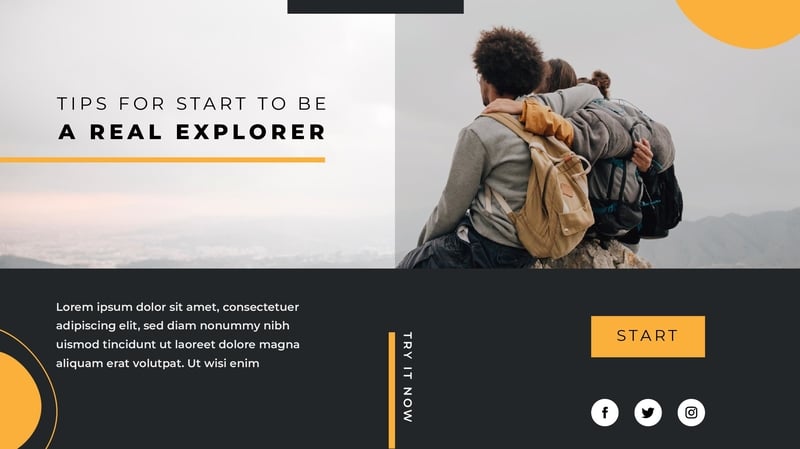 TIPS FOR START TO BE
A REAL EXPLORER
Lorem ipsum dolor sit amet, consectetuer
adipiscing elit, sed diam nonummy nibh
uismod tincidunt ut laoreet dolore magna
aliquam erat volutpat. Ut wisi enim
TRY IT NOW
START